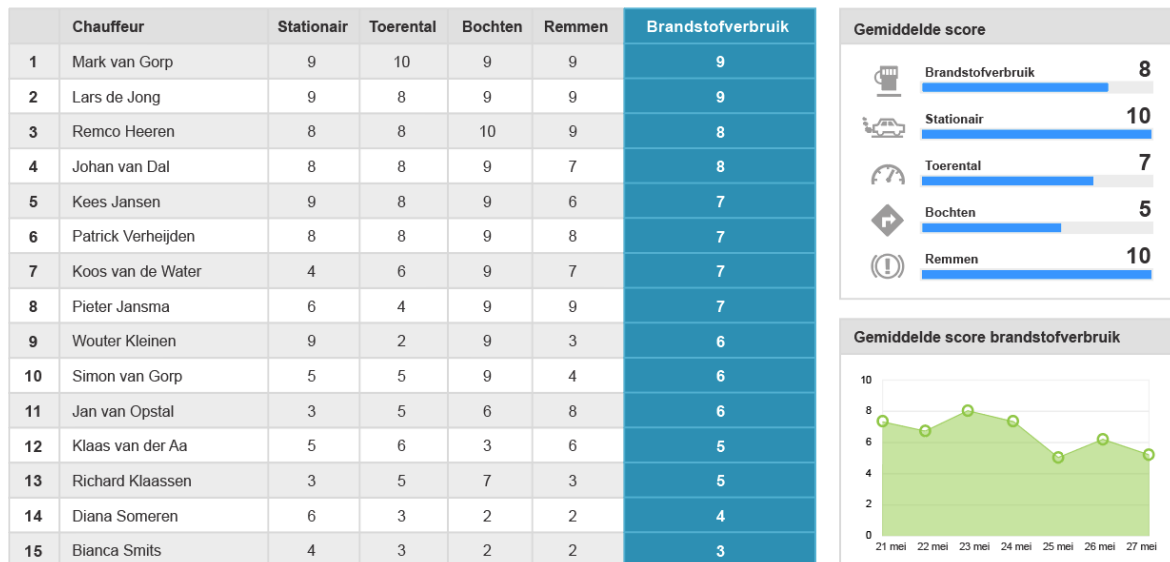 Chauffeur Stationair Toerental Bochten Remmen Brandstofverbruik
1 Mark van Gorp 9 10 9 9 9
2 Lars de Jong 9 8 9 9 9
3 Remco Heeren 8 8 10 9 8
4 Johan van Dal 8 8 9 7 8
5 Kees Jansen 9 8 9 6 7
6 Patrick Verheijden 8 8 9 8 7
7 Koos van de Water 4 6 9 7 7
8 Pieter Jansma 6 4 9 9 7
9 Wouter Kleinen 9 2 9 3 6
10 Simon van Gorp 5 5 9 4 6
11 Jan van Opstal 3 5 6 8 6
12 Klaas van der Aa 5 6 3 6 5
13 Richard Klaassen 3 5 7 3 5
14 Diana Someren 6 3 2 2 4
15 Bianca Smits 4 3 2 2 3
Gemiddelde score
Brandstofverbruik 8
Stationair 10
Toerental 7
Bochten 5
Remmen 10
Gemiddelde score brandstofverbruik
10
8
6
4
2
0
21 mei 22 mei 23 mei 24 mei 25 mei 26 mei 27 mei